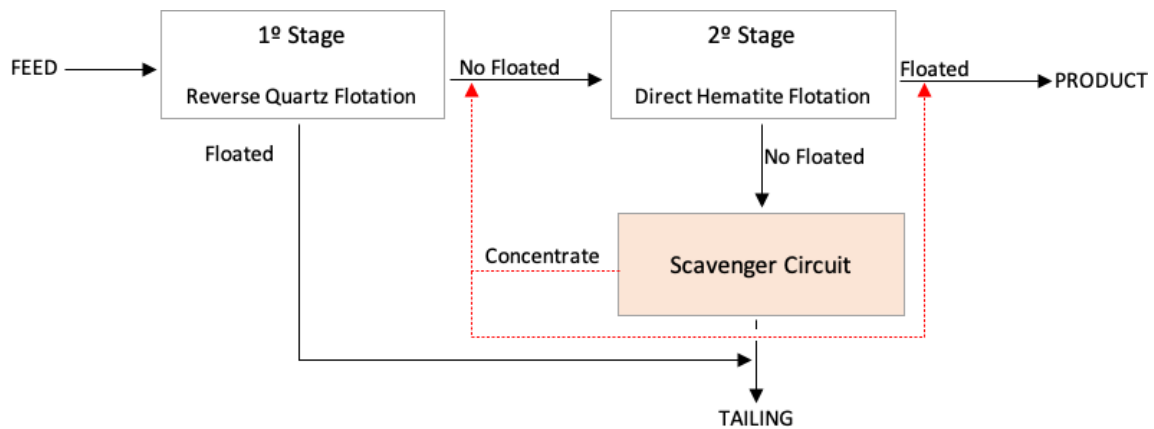 1º Stage
2º Stage
FEED
No Floated
Floated
PRODUCT
Reverse Quartz Flotation
Direct Hematite Flotation
Floated
No Floated
Concentrate
Scavenger Circuit
TAILING